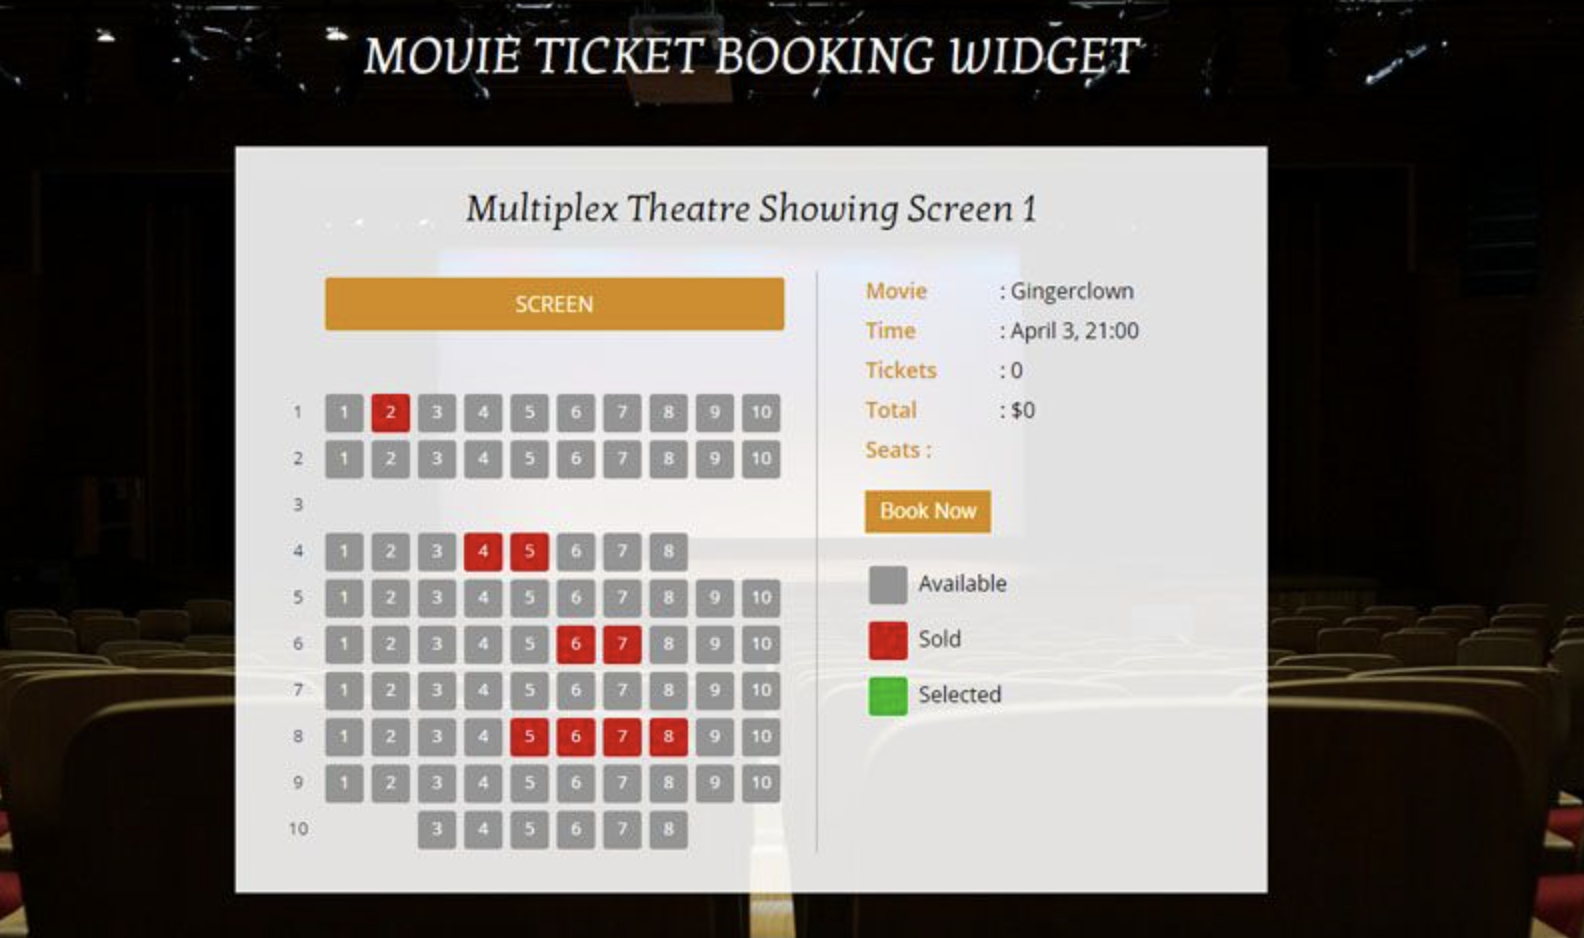 MOVIE TICKET BOOKING WIDGET
Multiplex Theatre Showing Screen 1
SCREEN
1 1 2 3 4 5 6 7 8 9 10
2 1 2 3 4 5 6 7 8 9 10
3
4 1 2 3 4 5 6 7 8
5 1 2 3 4 5 6 7 8 9 10
6 1 2 3 4 5 6 7 8 9 10
7 1 2 3 4 5 6 7 8 9 10
8 1 2 3 4 5 6 7 8 9 10
9 1 2 3 4 5 6 7 8 9 10
10 3 4 5 6 7 8
Movie : Gingerclown
Time : April 3, 21:00
Tickets : 0
Total : $0
Seats :
Book Now
Available
Sold
Selected